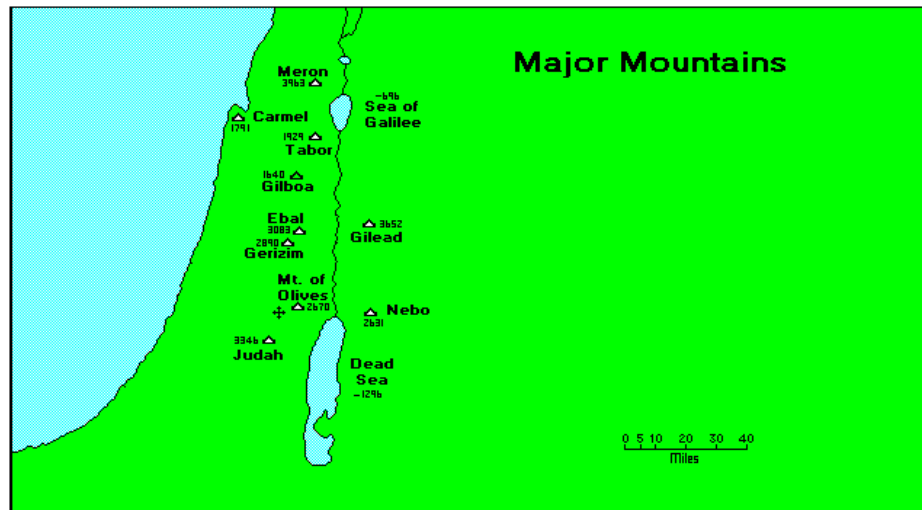 Major Mountains
Meron
3963
-696
Sea of
Galilee
Carmel
1791
1929
Tabor
1640
Gilboa
Ebal
3083
2890
Gerizim
3652
Gilead
Mt. of
Olives
2670
Nebo
2631
3346
Judah
Dead
Sea
-1296
0 5 10 20 30 40
Miles